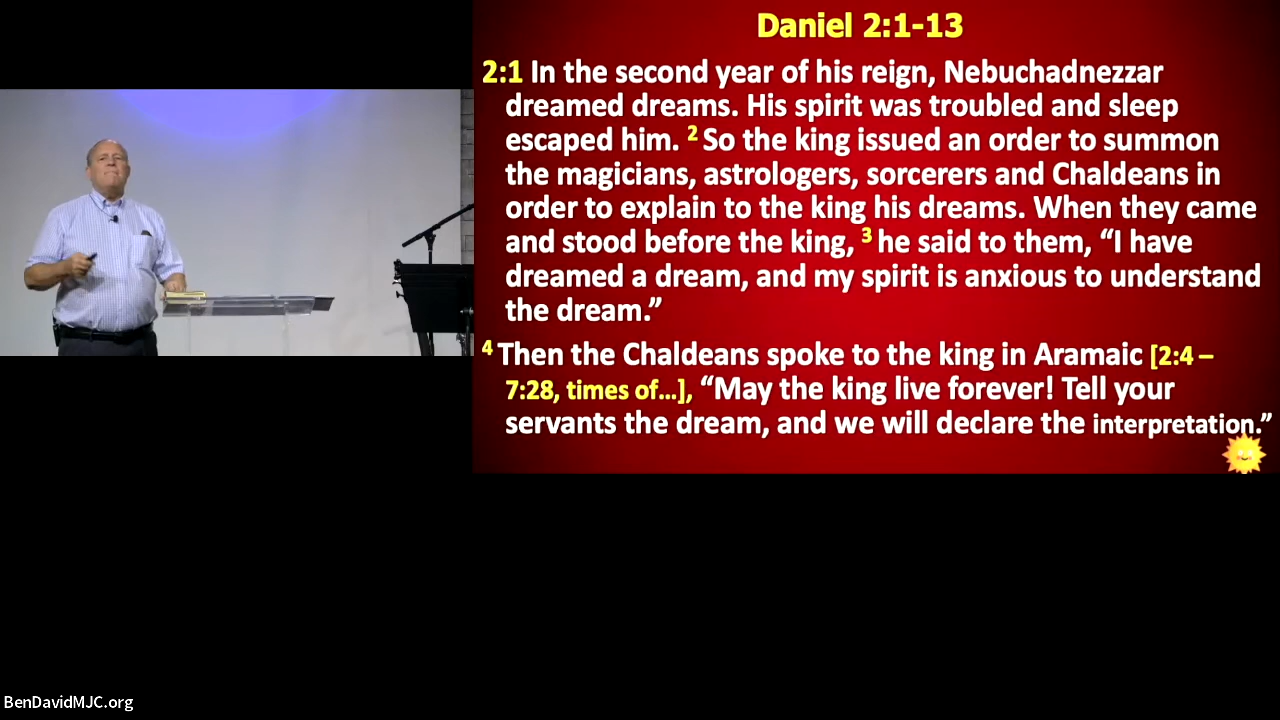 Daniel 2:1-13
2:1 In the second year of his reign, Nebuchadnezzar
dreamed dreams. His spirit was troubled and sleep
escaped him. 2 So the king issued an order to summon
the magicians, astrologers, sorcerers and Chaldeans in
order to explain to the king his dreams. When they came
and stood before the king, 3 he said to them, “I have
dreamed a dream, and my spirit is anxious to understand
the dream.”
4 Then the Chaldeans spoke to the king in Aramaic [2:4 –
7:28, times of…], “May the king live forever! Tell your
servants the dream, and we will declare the interpretation.”
BenDavidMJC.org